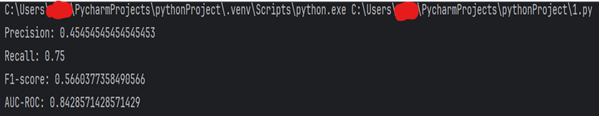 C:\Users\ \PycharmProjects\pythonProject\.venv\Scripts\python.exe C:\Users\ \PycharmProjects\pythonProject\1.py
Precision: 0.45454545454545453
Recall: 0.75
F1-score: 0.5660377358490566
AUC-ROC: 0.8428571428571429